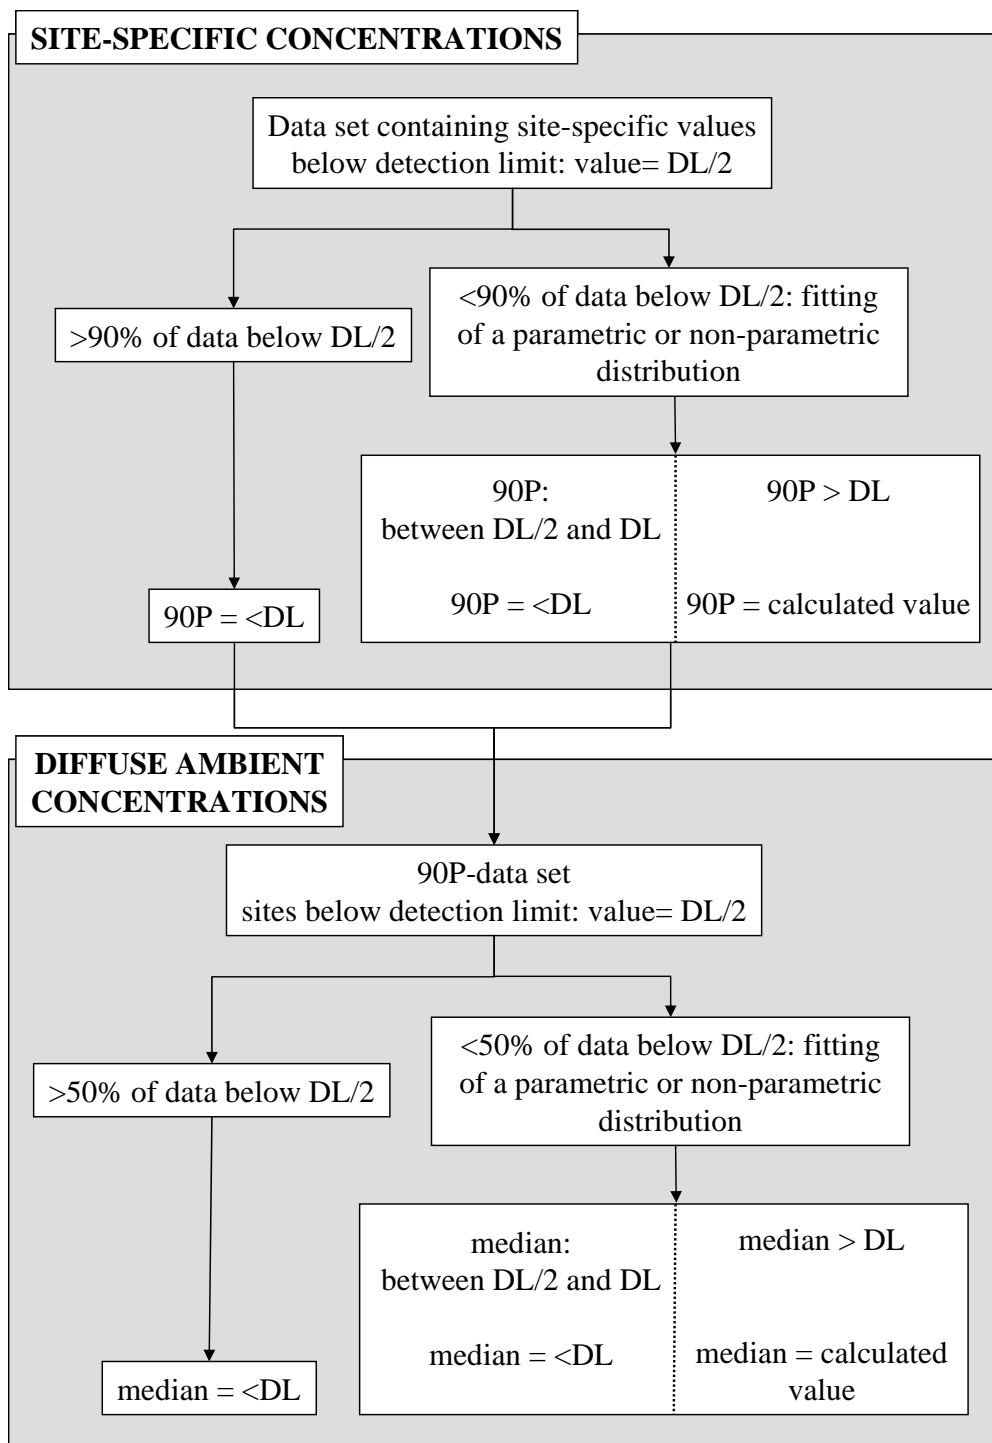 SITE-SPECIFIC CONCENTRATIONS
Data set containing site-specific values
below detection limit: value= DL/2
>90% of data below DL/2
<90% of data below DL/2: fitting
of a parametric or non-parametric
distribution
90P:
between DL/2 and DL
90P = <DL
90P > DL
90P = calculated value
90P = <DL
DIFFUSE AMBIENT
CONCENTRATIONS
90P-data set
sites below detection limit: value= DL/2
>50% of data below DL/2
<50% of data below DL/2: fitting
of a parametric or non-parametric
distribution
median:
between DL/2 and DL
median = <DL
median > DL
median = calculated
value
median = <DL